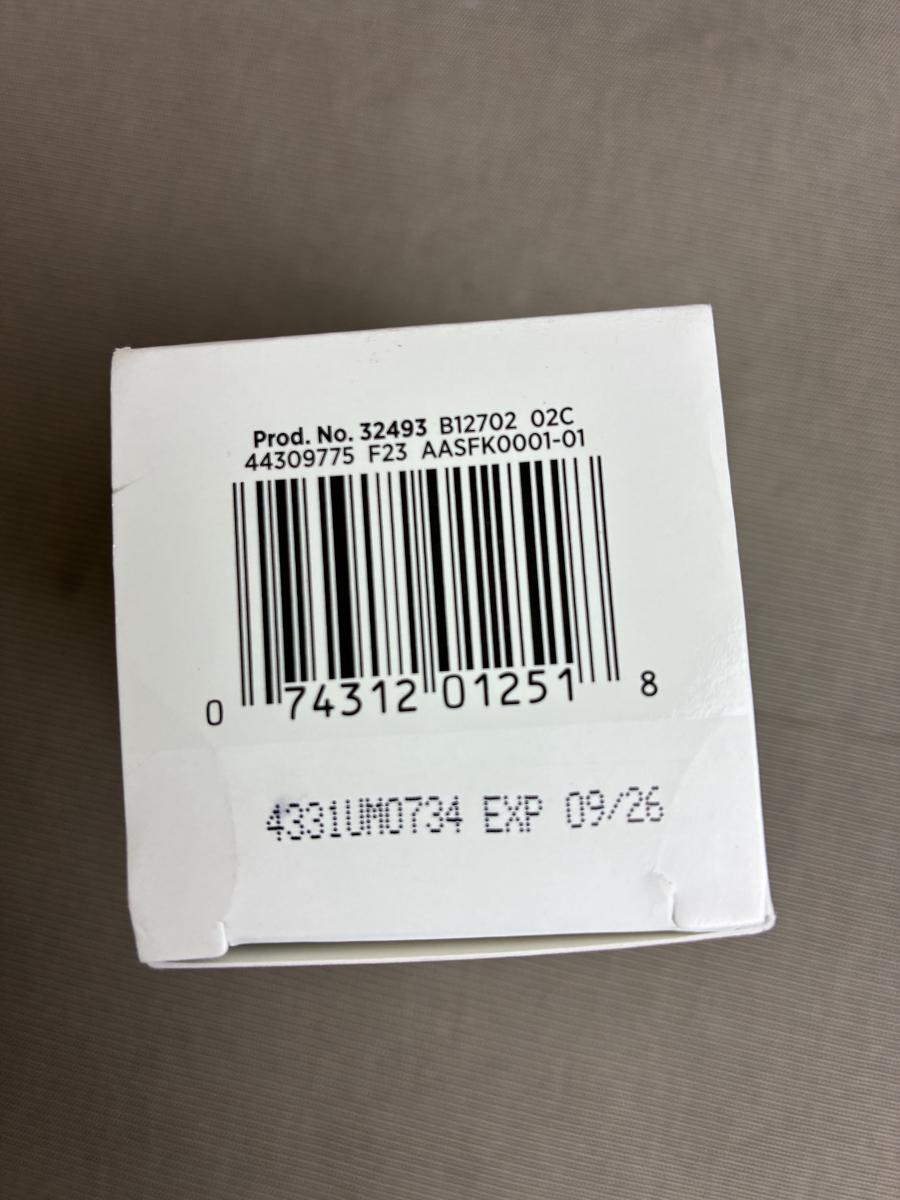 Prod. No. 32493 B12702 02C
44309775 F23 AASFK0001-01
0 74312 01251 8
4331UM0734 EXP 09/26